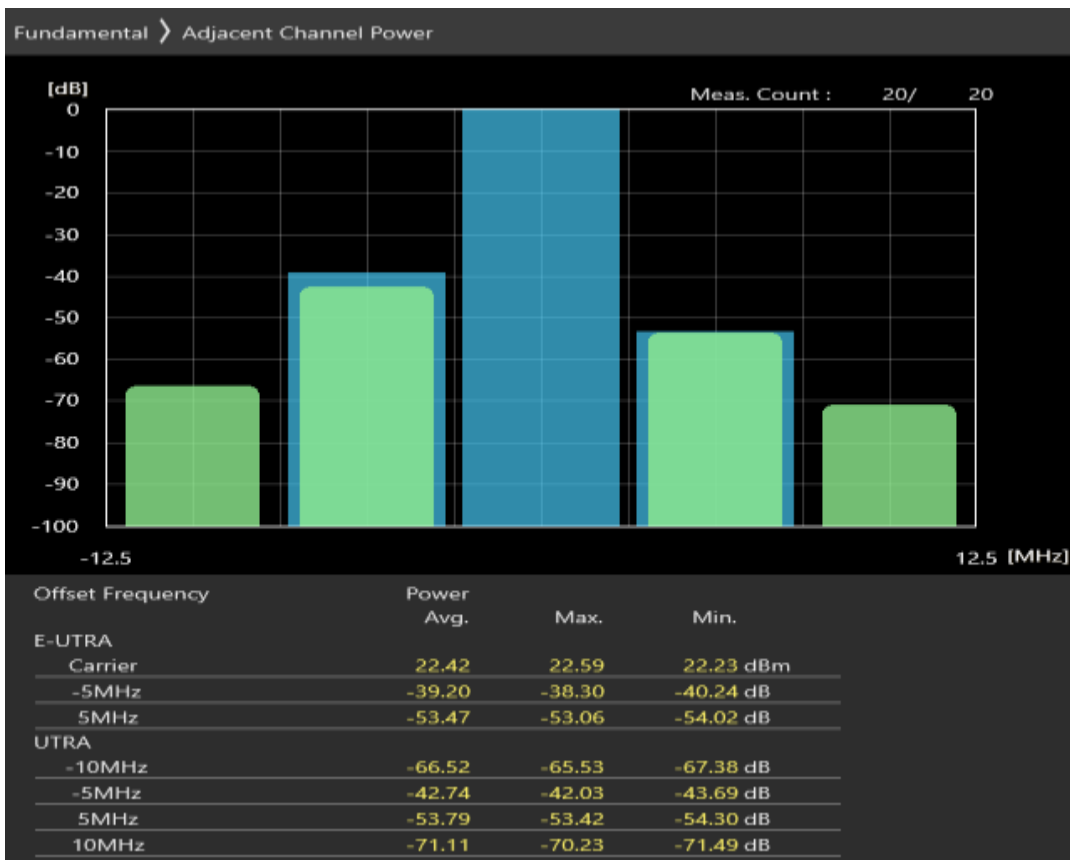 Fundamental 〉 Adjacent Channel Power
[dB]
Meas. Count : 20/ 20
0
-10
-20
-30
-40
-50
-60
-70
-80
-90
-100
-12.5 12.5 [MHz]
Offset Frequency Power
Avg. Max. Min.
E-UTRA
Carrier 22.42 22.59 22.23 dBm
-5MHz -39.20 -38.30 -40.24 dB
5MHz -53.47 -53.06 -54.02 dB
UTRA
-10MHz -66.52 -65.53 -67.38 dB
-5MHz -42.74 -42.03 -43.69 dB
5MHz -53.79 -53.42 -54.30 dB
10MHz -71.11 -70.23 -71.49 dB